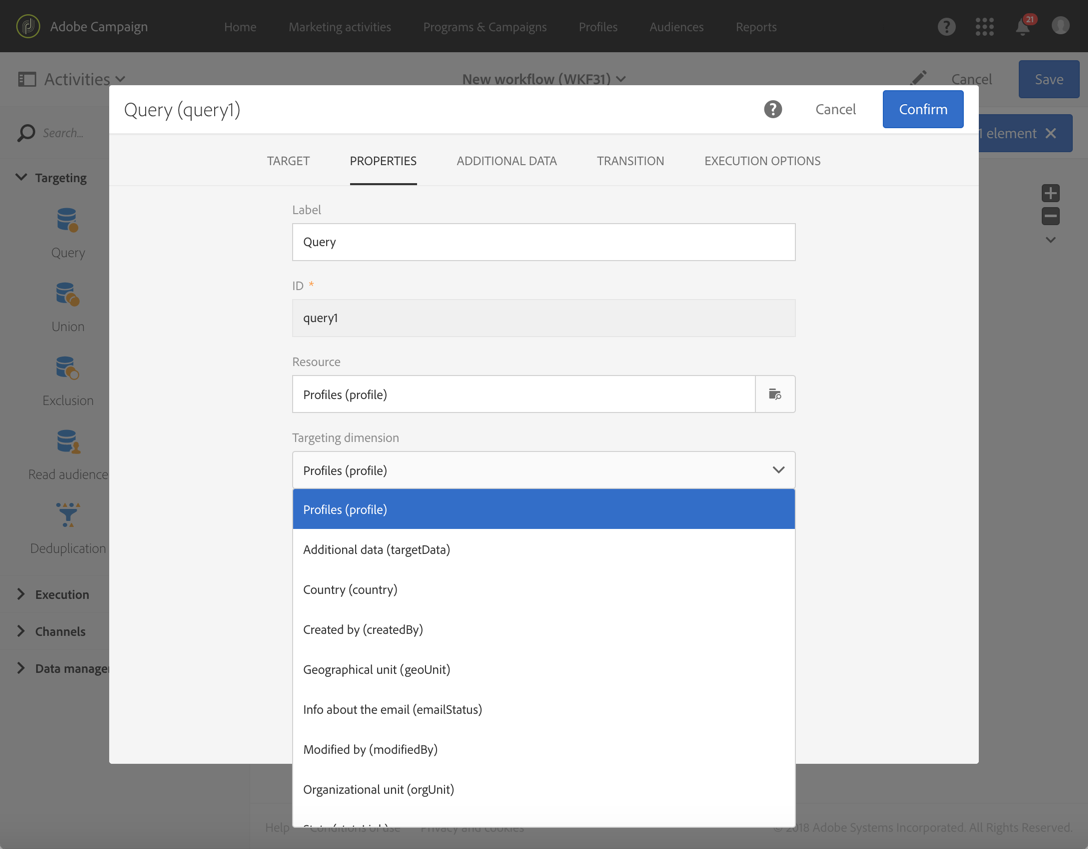 Adobe Campaign Home Marketing activities Programs & Campaigns Profiles Audiences Reports 21
Activities New workflow (WKF31) Cancel Save
Query (query1) ? Cancel Confirm
Search... 1 element
TARGET PROPERTIES ADDITIONAL DATA TRANSITION EXECUTION OPTIONS
Targeting
Query
Union
Exclusion
Read audience
Deduplication
Execution
Channels
Data manage
Label
Query
ID *
query1
Resource
Profiles (profile)
Targeting dimension
Profiles (profile)
Profiles (profile)
Additional data (targetData)
Country (country)
Created by (createdBy)
Geographical unit (geoUnit)
Info about the email (emailStatus)
Modified by (modifiedBy)
Organizational unit (orgUnit)
Help Privacy and cookies © 2018 Adobe Systems Incorporated. All Rights Reserved.